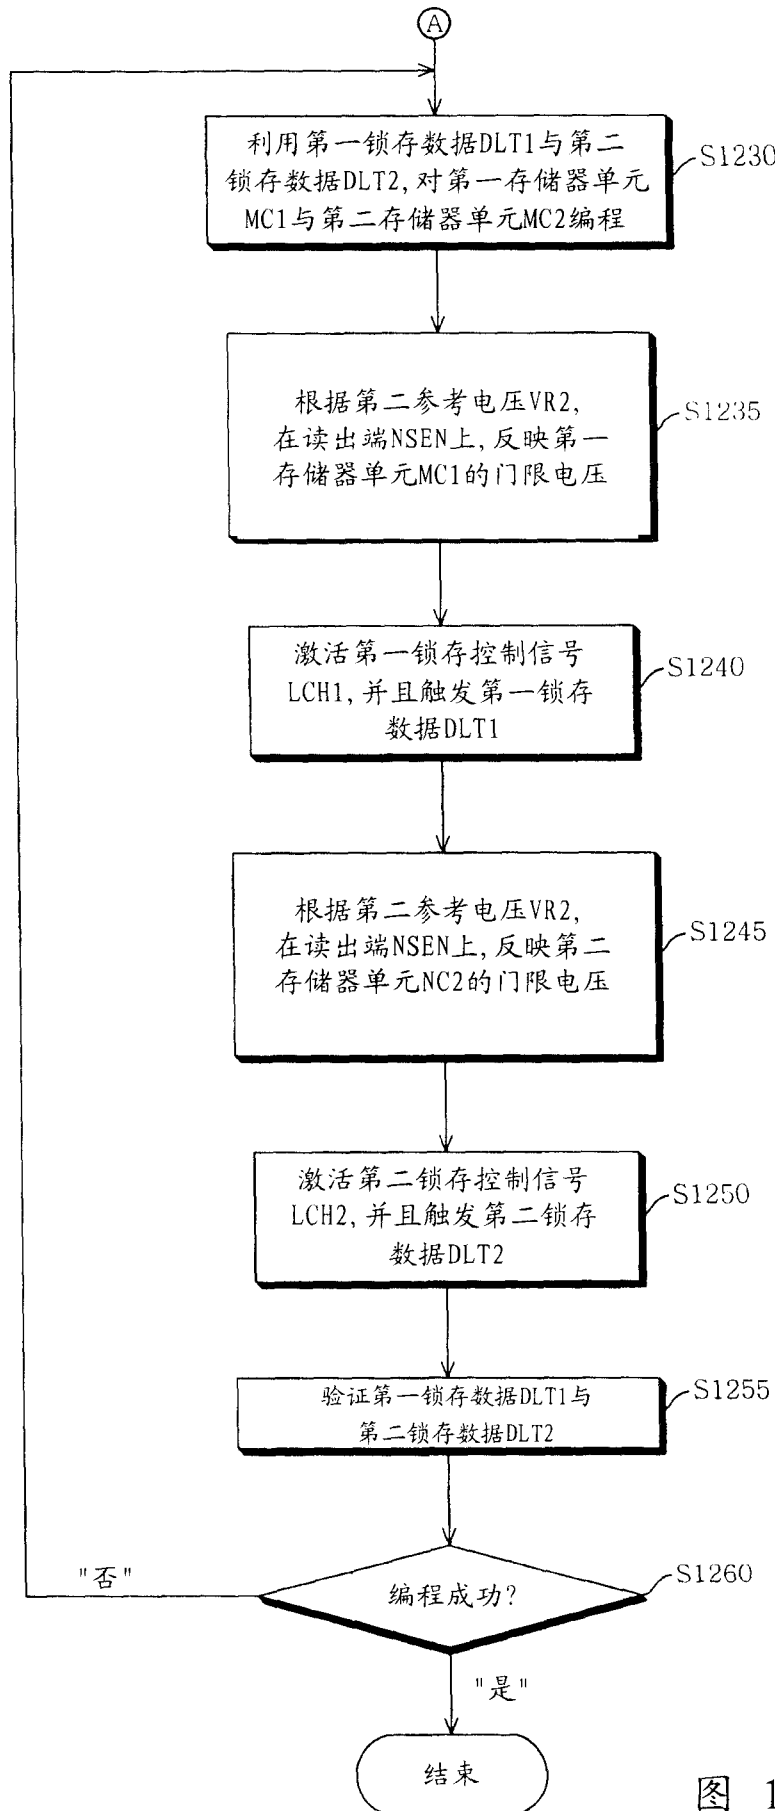 A
利用第一锁存数据DLT1与第二
锁存数据DLT2,对第一存储器单元
MC1与第二存储器单元MC2编程
S1230
根据第二参考电压VR2,
在读出端NSEN上,反映第一
存储器单元MC1的门限电压
S1235
激活第一锁存控制信号
LCH1,并且触发第一锁存
数据DLT1
S1240
根据第二参考电压VR2,
在读出端NSEN上,反映第二
存储器单元NC2的门限电压
S1245
激活第二锁存控制信号
LCH2,并且触发第二锁存
数据DLT2
S1250
验证第一锁存数据DLT1与
第二锁存数据DLT2
S1255
编程成功?
S1260
"否"
"是"
结束
图 1